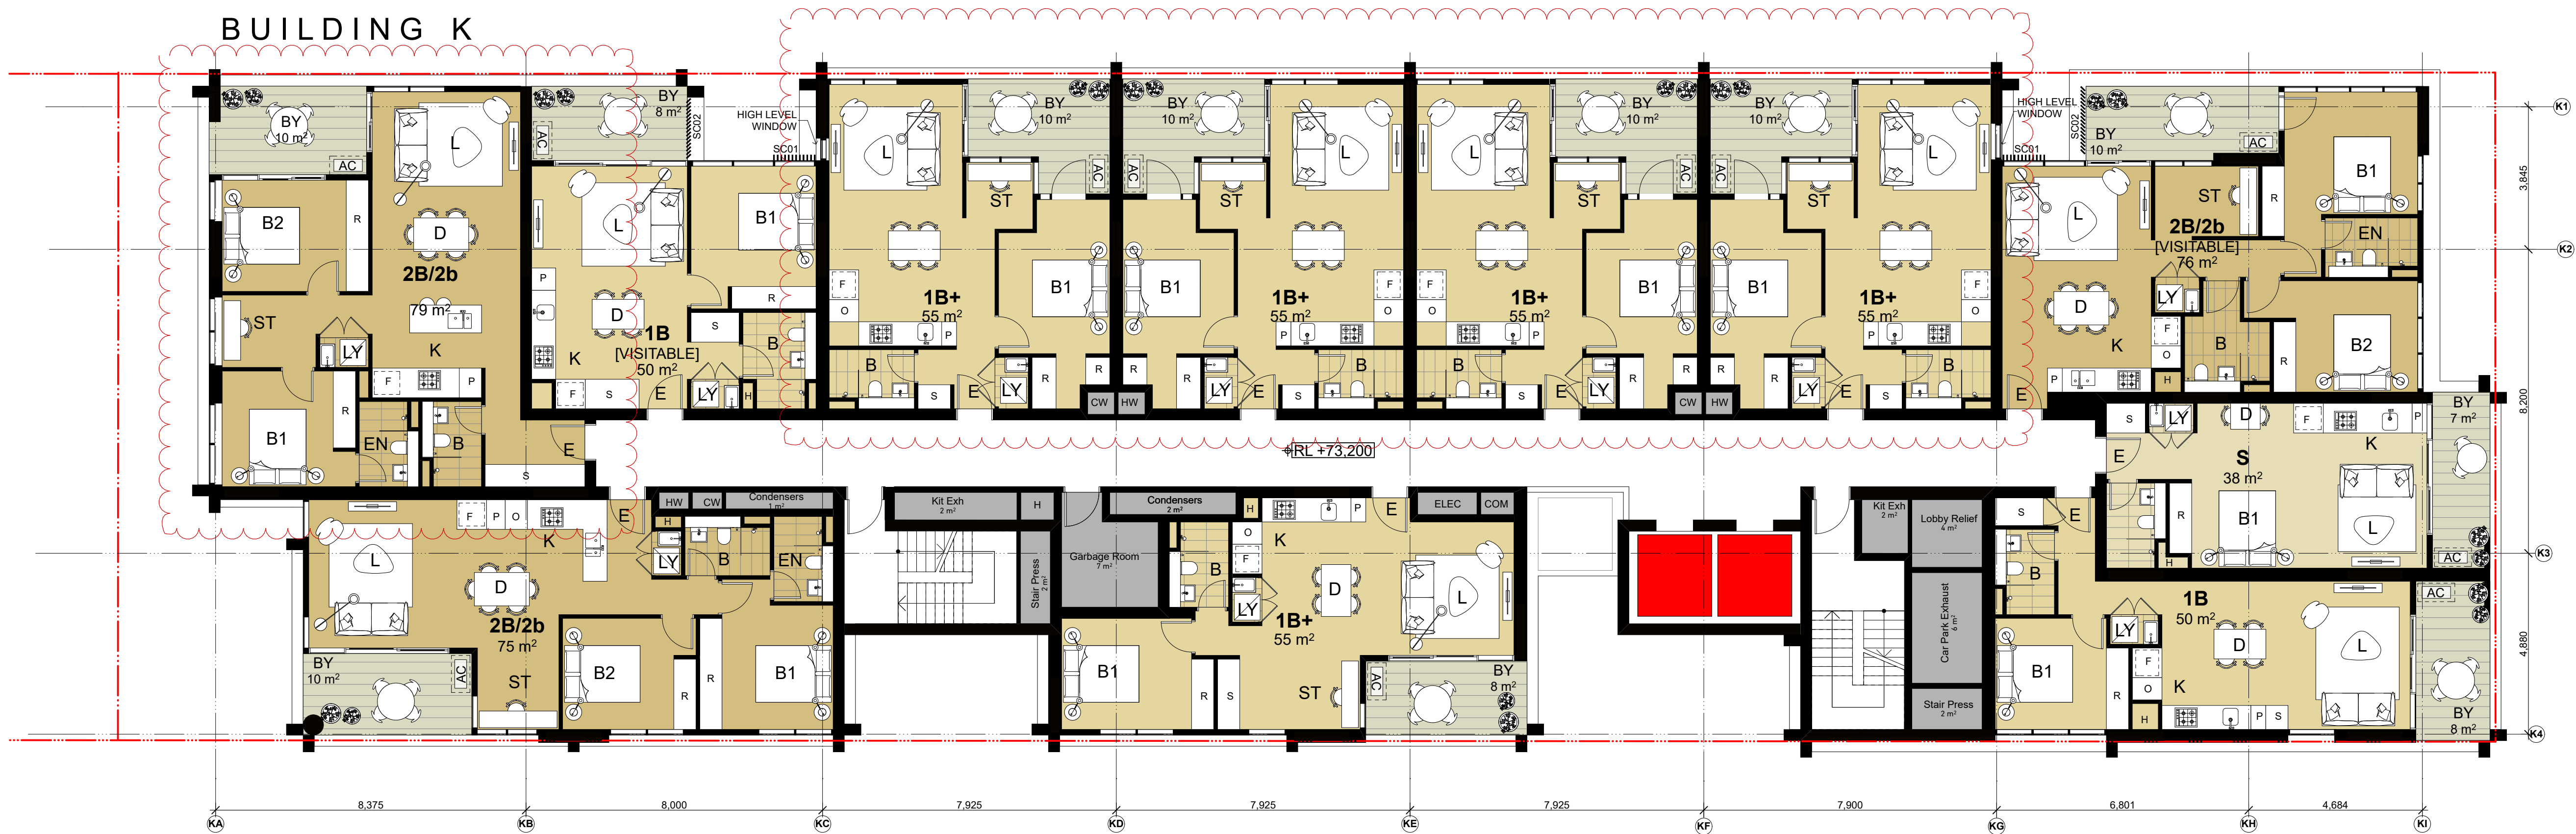 BUILDING K
BY
10 m²
AC
L
B2
R
D
2B/2b
79 m²
ST
LY
K
F
P
B1
R
EN
B
E
S
BY
8 m²
AC
SC02
HIGH LEVEL
WINDOW
SC01
L
B1
P
D
R
S
1B
[VISITABLE]
50 m²
K
B
F
S
E
LY
H
L
BY
10 m²
AC
ST
F
O
1B+
55 m²
B1
P
B
S
E
LY
R
R
CW
BY
10 m²
AC
L
ST
B1
1B+
55 m²
F
O
P
R
R
LY
E
S
B
HW
L
BY
10 m²
AC
ST
F
O
1B+
55 m²
B1
P
B
S
E
LY
R
R
CW
BY
10 m²
AC
L
ST
B1
1B+
55 m²
F
O
P
R
R
LY
E
S
B
HW
HIGH LEVEL
WINDOW
SC01
SC02
BY
10 m²
AC
L
ST
R
B1
2B/2b
[VISITABLE]
76 m²
EN
D
LY
F
O
K
B
R
B2
P
H
E
RL +73,200
S
LY
D
F
K
P
BY
7 m²
E
S
38 m²
R
B1
L
H
AC
F
P
O
K
E
L
D
2B/2b
75 m²
BY
10 m²
AC
ST
HW
CW
Condensers
1 m²
H
LY
B
EN
B2
R
R
B1
Kit Exh
2 m²
H
Stair Press
2 m²
Garbage Room
7 m²
Condensers
2 m²
H
P
E
O
F
K
B
LY
D
L
1B+
55 m²
B1
R
S
ST
AC
BY
8 m²
ELEC
COM
Kit Exh
2 m²
Lobby Relief
4 m²
Car Park Exhaust
6 m²
Stair Press
2 m²
S
E
B
LY
1B
50 m²
D
L
B1
R
F
O
K
H
P
S
AC
BY
8 m²
K1
3,845
K2
8,200
K3
4,880
K4
8,375
8,000
7,925
7,925
7,925
7,900
6,801
4,684
KA
KB
KC
KD
KE
KF
KG
KH
KI